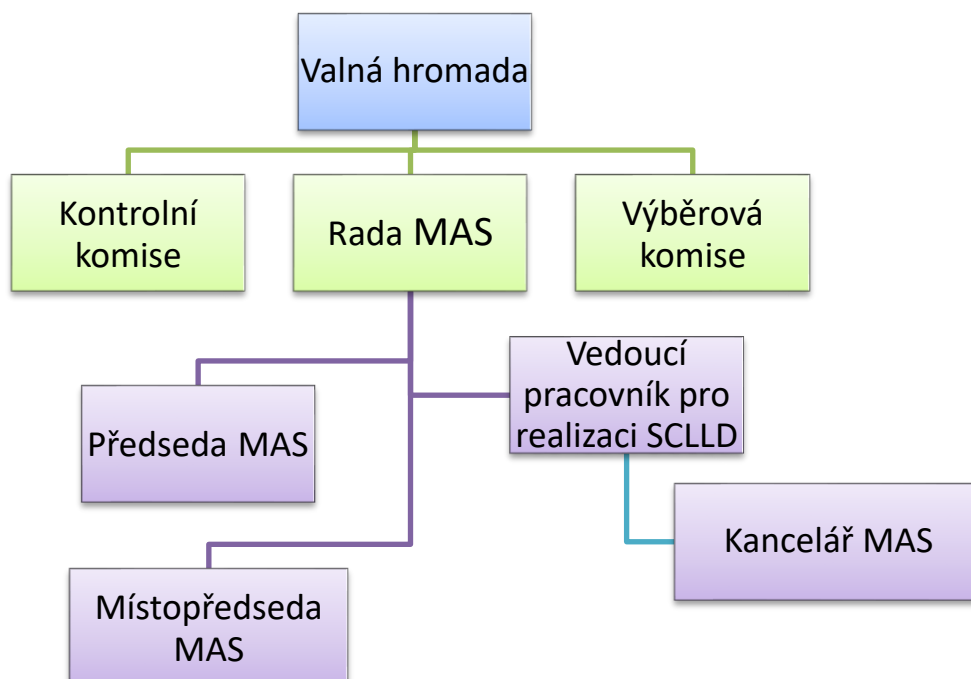 Valná hromada
Kontrolní
komise
Rada MAS
Výběrová
komise
Vedoucí
pracovník pro
realizaci SCLLD
Předseda MAS
Kancelář MAS
Místopředseda
MAS